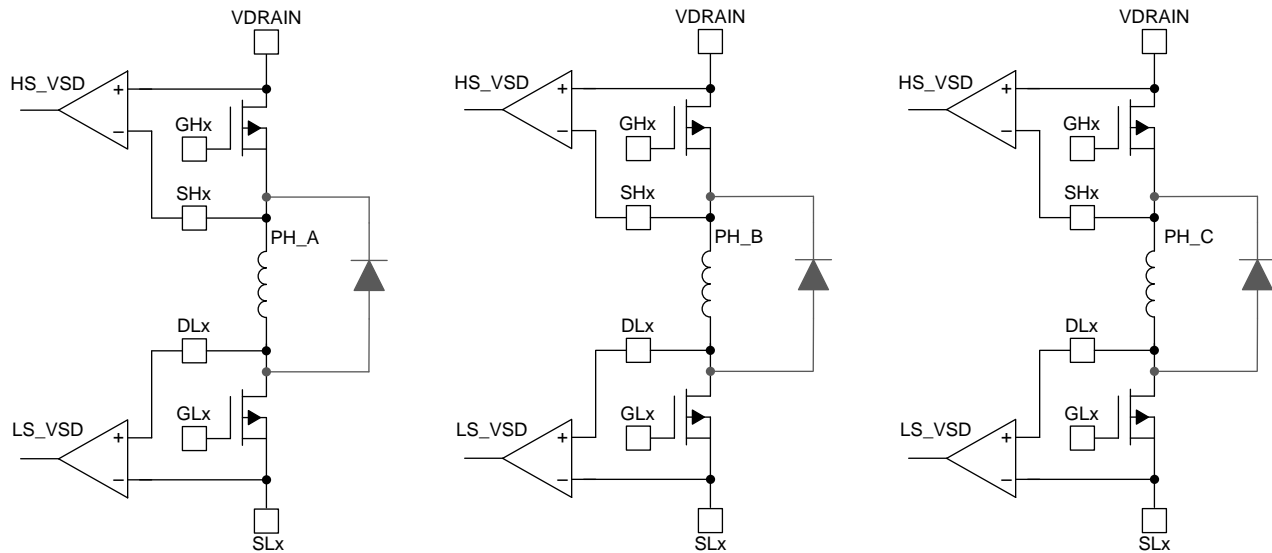 VDRAIN
HS_VSD
+
−
GHx
SHx
PH_A
DLx
GLx
LS_VSD
+
−
SLx
VDRAIN
HS_VSD
+
−
GHx
SHx
PH_B
DLx
GLx
LS_VSD
+
−
SLx
VDRAIN
HS_VSD
+
−
GHx
SHx
PH_C
DLx
GLx
LS_VSD
+
−
SLx